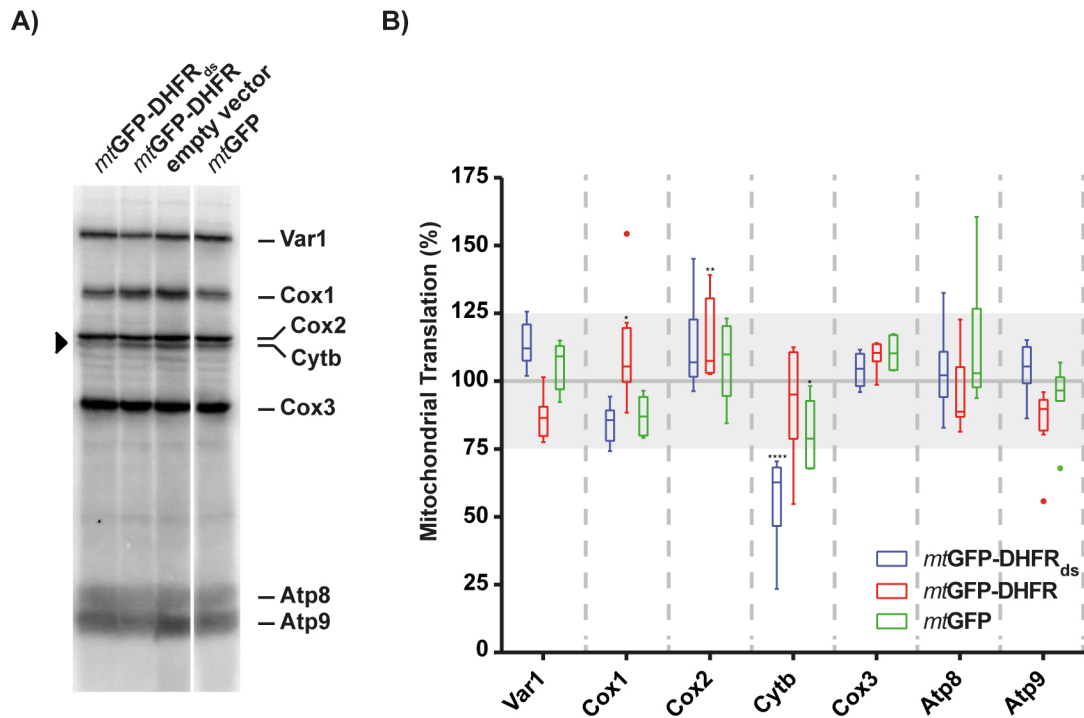 A)
mtGFP-DHFRds
mtGFP-DHFR
empty vector
mtGFP
Var1
Cox1
Cox2
Cytb
Cox3
Atp8
Atp9
B)
Mitochondrial Translation (%)
175
150
125
100
75
50
25
0
*
**
****
*
mtGFP-DHFRds
mtGFP-DHFR
mtGFP
Var1
Cox1
Cox2
Cytb
Cox3
Atp8
Atp9